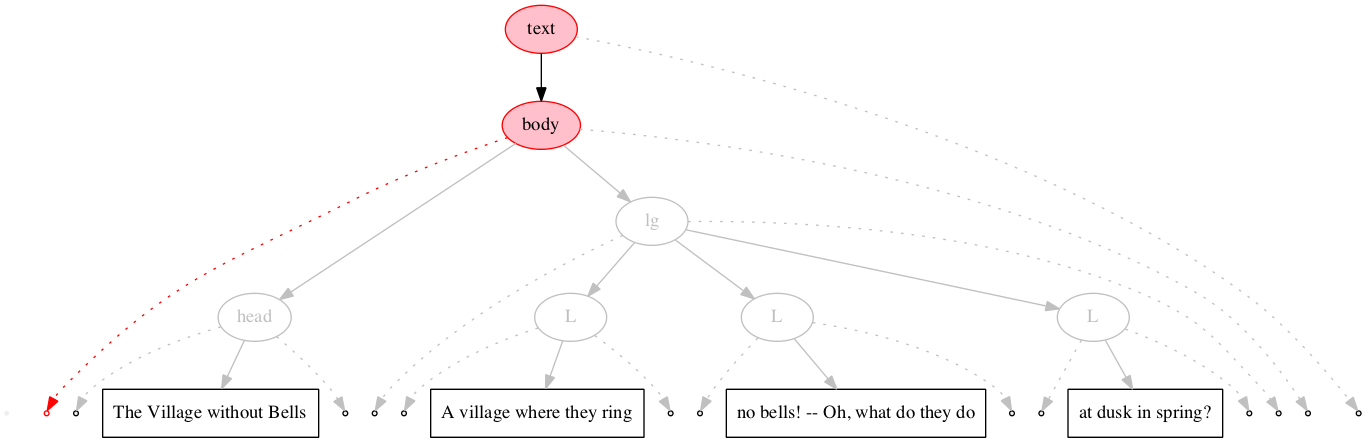 text
body
lg
head
L
L
L
The Village without Bells
A village where they ring
no bells! -- Oh, what do they do
at dusk in spring?